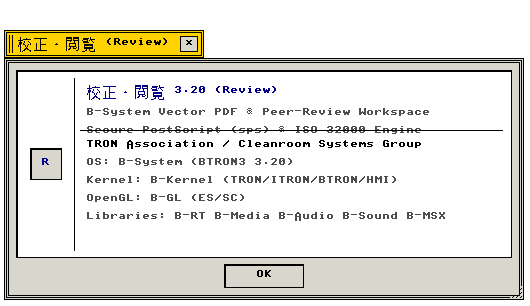 校正・閲覧 (Review)
×
校正・閲覧 3.20 (Review)
B-System Vector PDF ® Peer-Review Workspace
Secure PostScript (sps) ® ISO 32000 Engine
TRON Association / Cleanroom Systems Group
R
OS: B-System (BTRON3 3.20)
Kernel: B-Kernel (TRON/ITRON/BTRON/HMI)
OpenGL: B-GL (ES/SC)
Libraries: B-RT B-Media B-Audio B-Sound B-MSX
OK